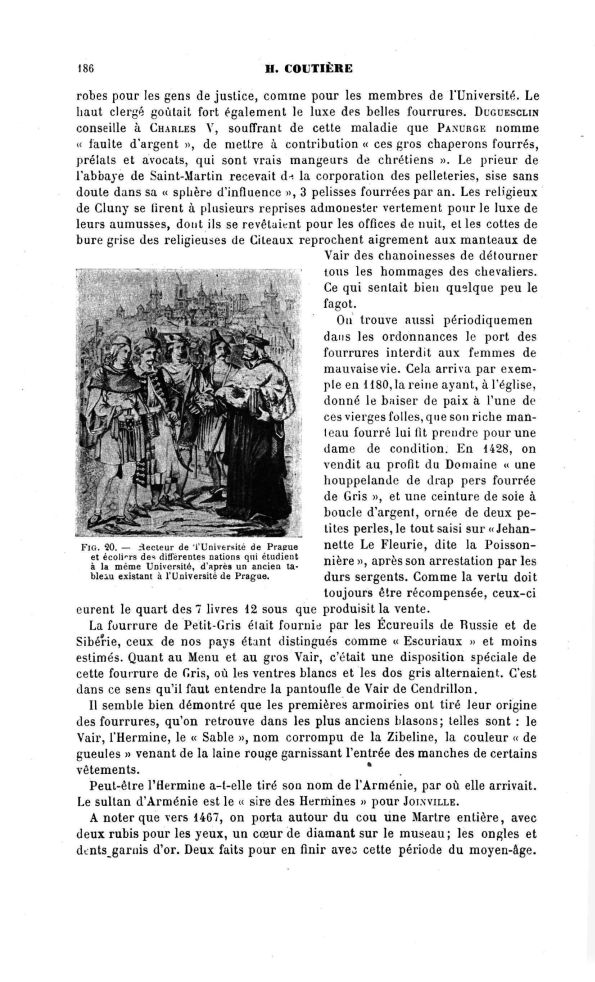 186
H. COUTIÈRE
robes pour les gens de justice, comme pour les membres de l'Université. Le
haut clergé goûtait fort également le luxe des belles fourrures. DUGUESCLIN
conseille à CHARLES V, souffrant de cette maladie que PANURGE nomme
« faulte d'argent », de mettre à contribution « ces gros chaperons fourrés,
prélats et avocats, qui sont vrais mangeurs de chrétiens ». Le prieur de
l'abbaye de Saint-Martin recevait de la corporation des pelleteries, sise sans
doute dans sa « sphère d'influence », 3 pelisses fourrées par an. Les religieux
de Cluny se firent à plusieurs reprises admonester vertement pour le luxe de
leurs aumusses, dont ils se revêtaient pour les offices de nuit, et les cottes de
bure grise des religieuses de Citeaux reprochent aigrement aux manteaux de
Vair des chanoinesses de détourner
tous les hommages des chevaliers.
Ce qui sentait bien quelque peu le
fagot.
On trouve aussi périodiquemen
dans les ordonnances le port des
fourrures interdit aux femmes de
mauvaise vie. Cela arriva par exem-
ple en 1180, la reine ayant, à l'église,
donné le baiser de paix à l'une de
ces vierges folles, que son riche man-
teau fourré lui fit prendre pour une
dame de condition. En 1428, on
vendit au profit du Domaine « une
houppelande de drap pers fourrée
de Gris », et une ceinture de soie à
boucle d'argent, ornée de deux pe-
tites perles, le tout saisi sur « Jehan-
nette Le Fleurie, dite la Poisson-
nière », après son arrestation par les
durs sergents. Comme la vertu doit
toujours être récompensée, ceux-ci
FIG. 20. — Recteur de l'Université de Prague
et écoliers des différentes nations qui étudient
à la même Université, d'après un ancien ta-
bleau existant à l'Université de Prague.
eurent le quart des 7 livres 12 sous que produisit la vente.
La fourrure de Petit-Gris était fournie par les Écureuils de Russie et de
Sibérie, ceux de nos pays étant distingués comme « Escuriaux » et moins
estimés. Quant au Menu et au gros Vair, c'était une disposition spéciale de
cette fourrure de Gris, où les ventres blancs et les dos gris alternaient. C'est
dans ce sens qu'il faut entendre la pantoufle de Vair de Cendrillon.
Il semble bien démontré que les premières armoiries ont tiré leur origine
des fourrures, qu'on retrouve dans les plus anciens blasons; telles sont : le
Vair, l'Hermine, le « Sable », nom corrompu de la Zibeline, la couleur « de
gueules » venant de la laine rouge garnissant l'entrée des manches de certains
vêtements.
Peut-être l'Hermine a-t-elle tiré son nom de l'Arménie, par où elle arrivait.
Le sultan d'Arménie est le « sire des Hermines » pour JOINVILLE.
A noter que vers 1467, on porta autour du cou une Martre entière, avec
deux rubis pour les yeux, un cœur de diamant sur le museau; les ongles et
dents garnis d'or. Deux faits pour en finir avec cette période du moyen-âge.